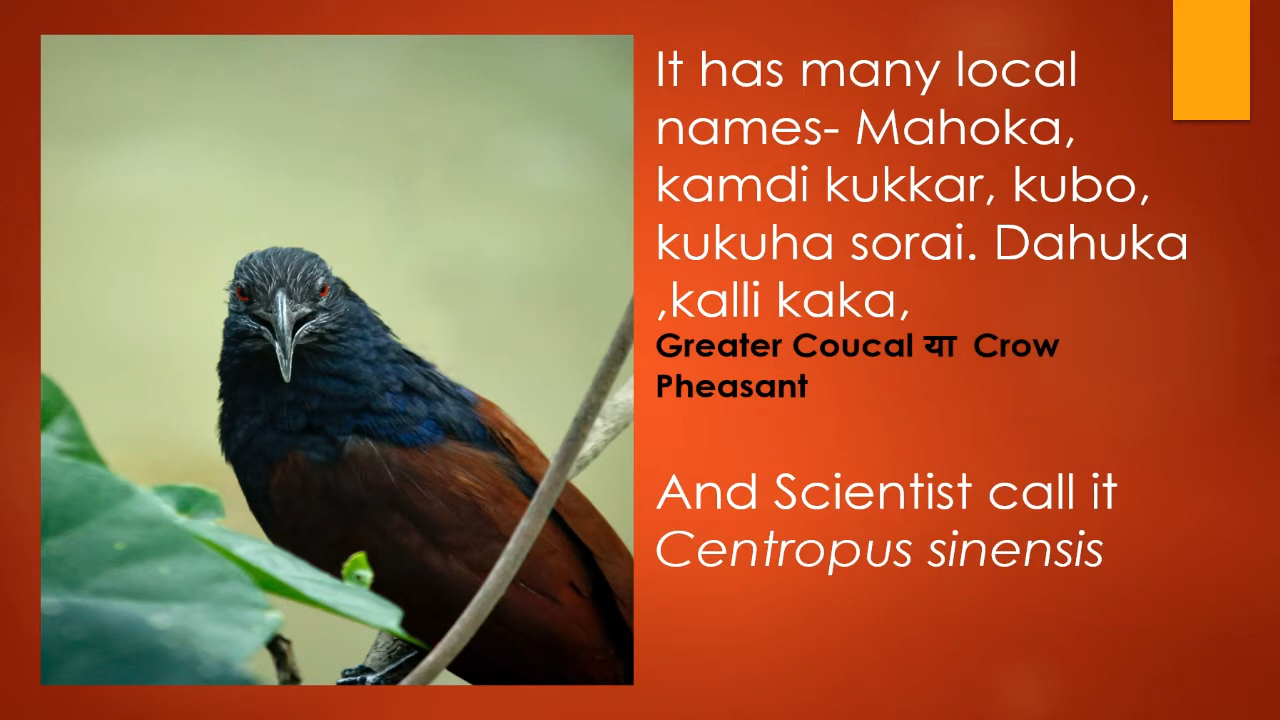 It has many local
names- Mahoka,
kamdi kukkar, kubo,
kukuha sorai. Dahuka
,kalli kaka,
Greater Coucal या Crow
Pheasant
And Scientist call it
Centropus sinensis